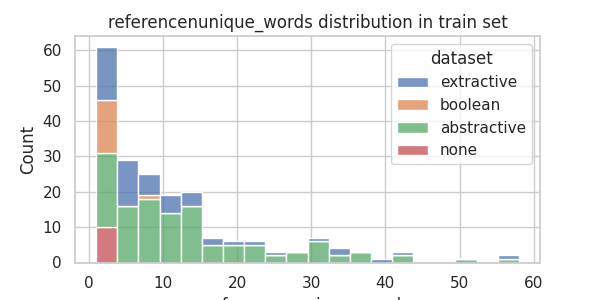 referencenunique_words distribution in train set
Count
60
50
40
30
20
10
0
dataset
extractive
boolean
abstractive
none
0 10 20 30 40 50 60